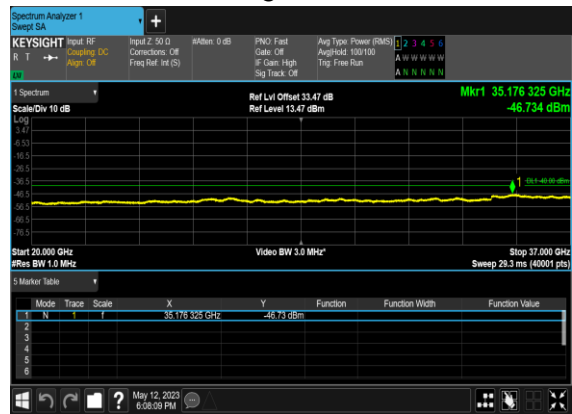 Spectrum Analyzer 1
Swept SA
+
KEYSIGHT Input: RF Input Z: 50 Ω #Atten: 0 dB PNO: Fast Avg Type: Power (RMS) 1 2 3 4 5 6
R T Coupling: DC Corrections: Off Gate: Off Avg|Hold: 100/100 A W W W W W
Align: Off Freq Ref: Int (S) IF Gain: High Trig: Free Run
Sig Track: Off A N N N N N
LXI
1 Spectrum Ref Lvl Offset 33.47 dB Mkr1 35.176 325 GHz
Scale/Div 10 dB Ref Level 13.47 dBm -46.734 dBm
Log
3.47
-6.53
-16.5
-26.5
-36.5 1 DL1 -40.00 dBm
-46.5
-56.5
-66.5
-76.5
Start 20.000 GHz Video BW 3.0 MHz* Stop 37.000 GHz
#Res BW 1.0 MHz Sweep 29.3 ms (40001 pts)
5 Marker Table
Mode Trace Scale X Y Function Function Width Function Value
1 N 1 f 35.176 325 GHz -46.73 dBm
2
3
4
5
6
? May 12, 2023
6:08:09 PM